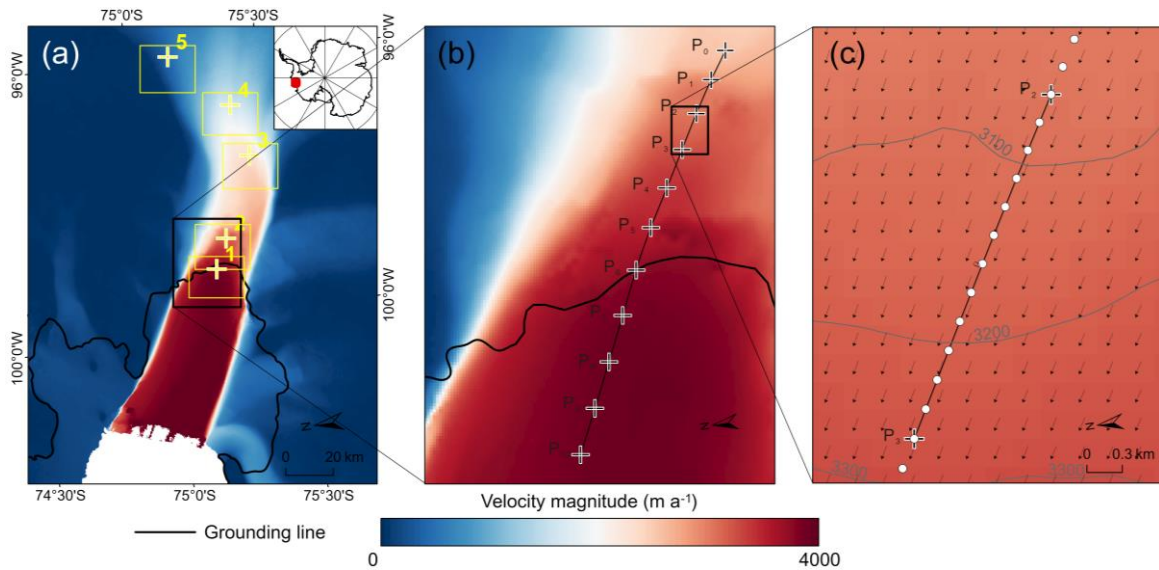 75°0'S
75°30'S
(a)
5
4
3
2
1
96°W
100°W
96°0'W
100°0'W
N
0
20 km
74°30'S
75°0'S
75°30'S
(b)
P0
P1
P2
P3
P4
P5
N
(c)
P2
3100
3200
P3
3300
3300
N
0
0.3 km
Velocity magnitude (m a⁻¹)
Grounding line
0
4000